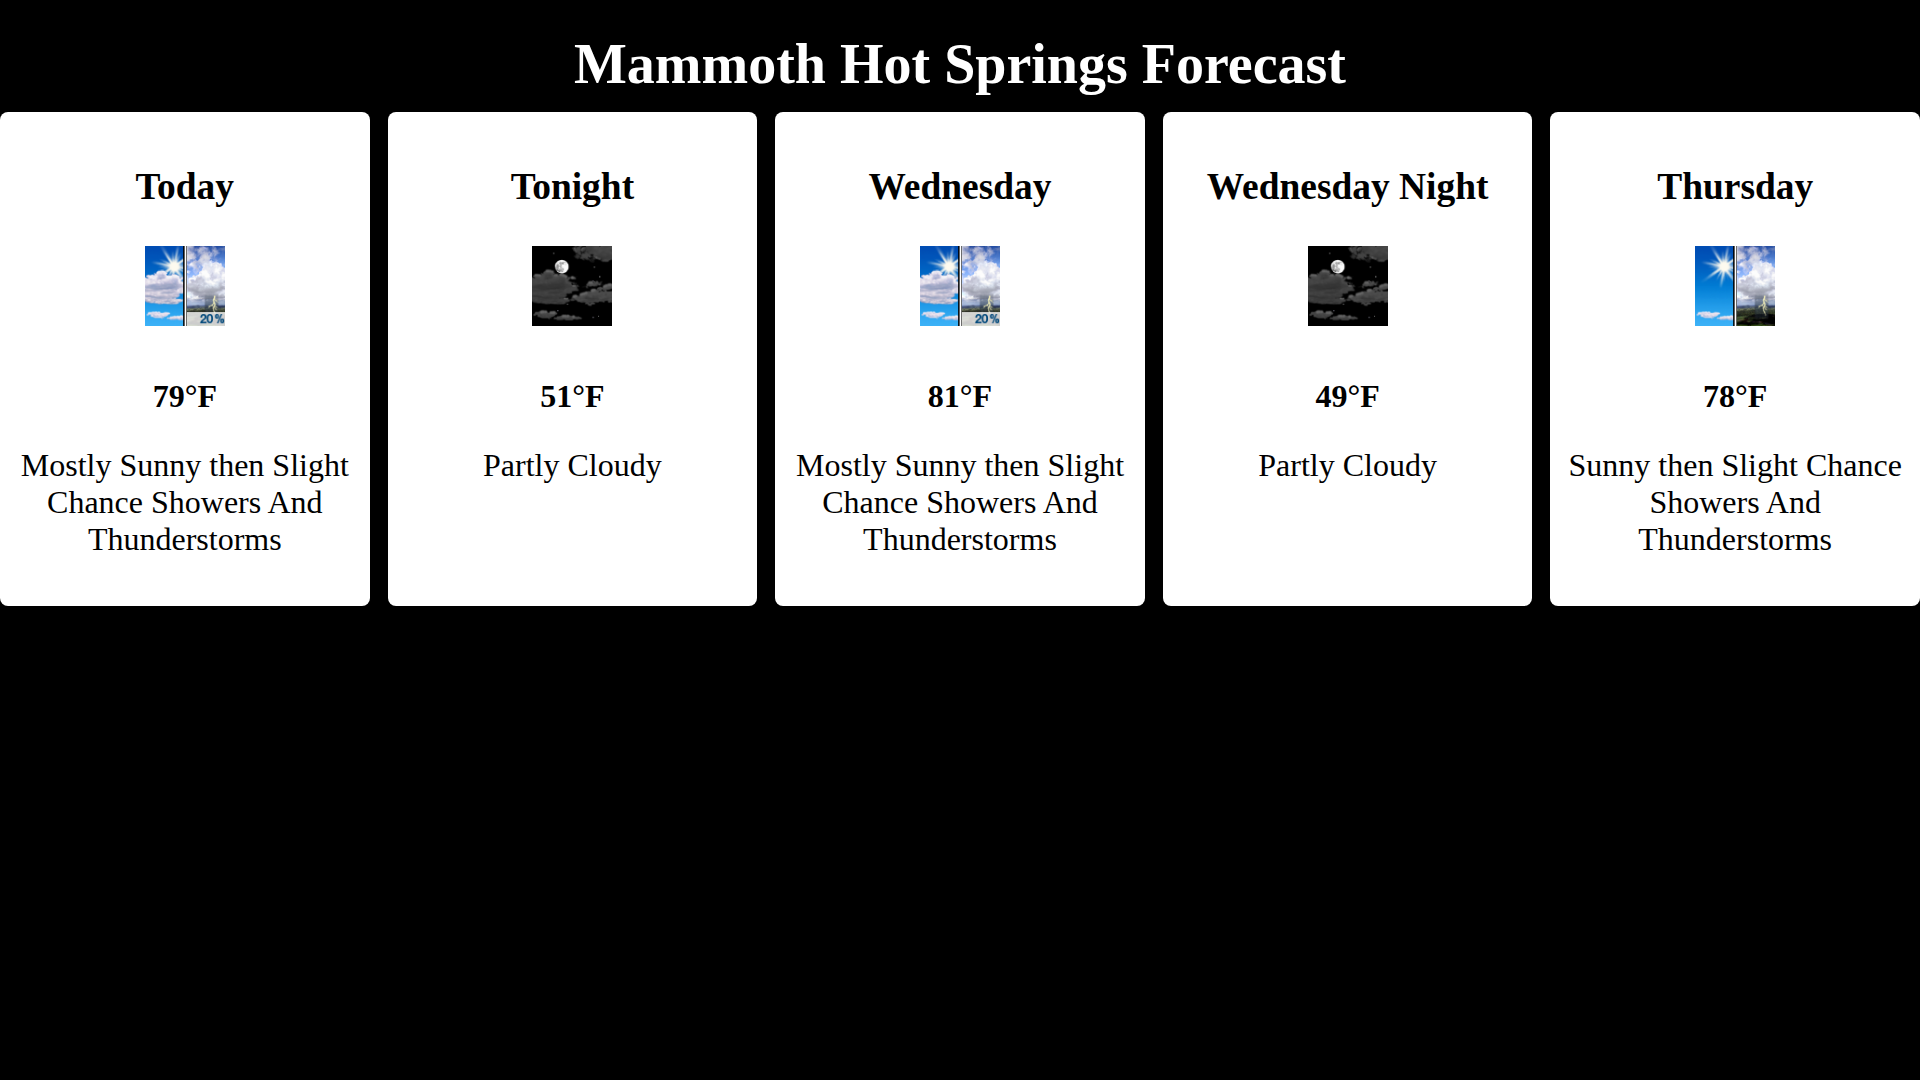 Mammoth Hot Springs Forecast
Today
20%
79°F
Mostly Sunny then Slight
Chance Showers And
Thunderstorms
Tonight
51°F
Partly Cloudy
Wednesday
20%
81°F
Mostly Sunny then Slight
Chance Showers And
Thunderstorms
Wednesday Night
49°F
Partly Cloudy
Thursday
78°F
Sunny then Slight Chance
Showers And
Thunderstorms